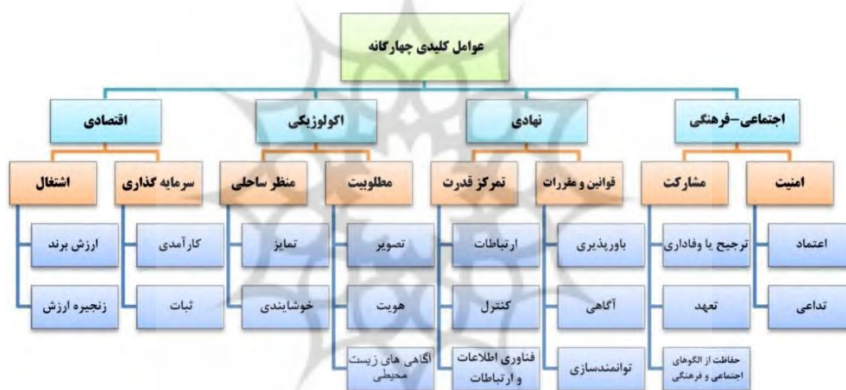 عوامل کلیدی چهارگانه
اجتماعی-فرهنگی
نهادی
اکولوژیکی
اقتصادی
امنیت
مشارکت
قوانین و مقررات
تمرکز قدرت
مطلوبیت
منظر ساحلی
سرمایه گذاری
اشتغال
اعتماد
ترجیح یا وفاداری
باورپذیری
ارتباطات
تصویر
تمایز
کارآمدی
ارزش برند
تداعی
تعهد
آگاهی
کنترل
هویت
خوشایندی
ثبات
زنجیره ارزش
حفاظت از الگوهای
اجتماعی و فرهنگی
توانمندسازی
فناوری اطلاعات
و ارتباطات
آگاهی های زیست
محیطی